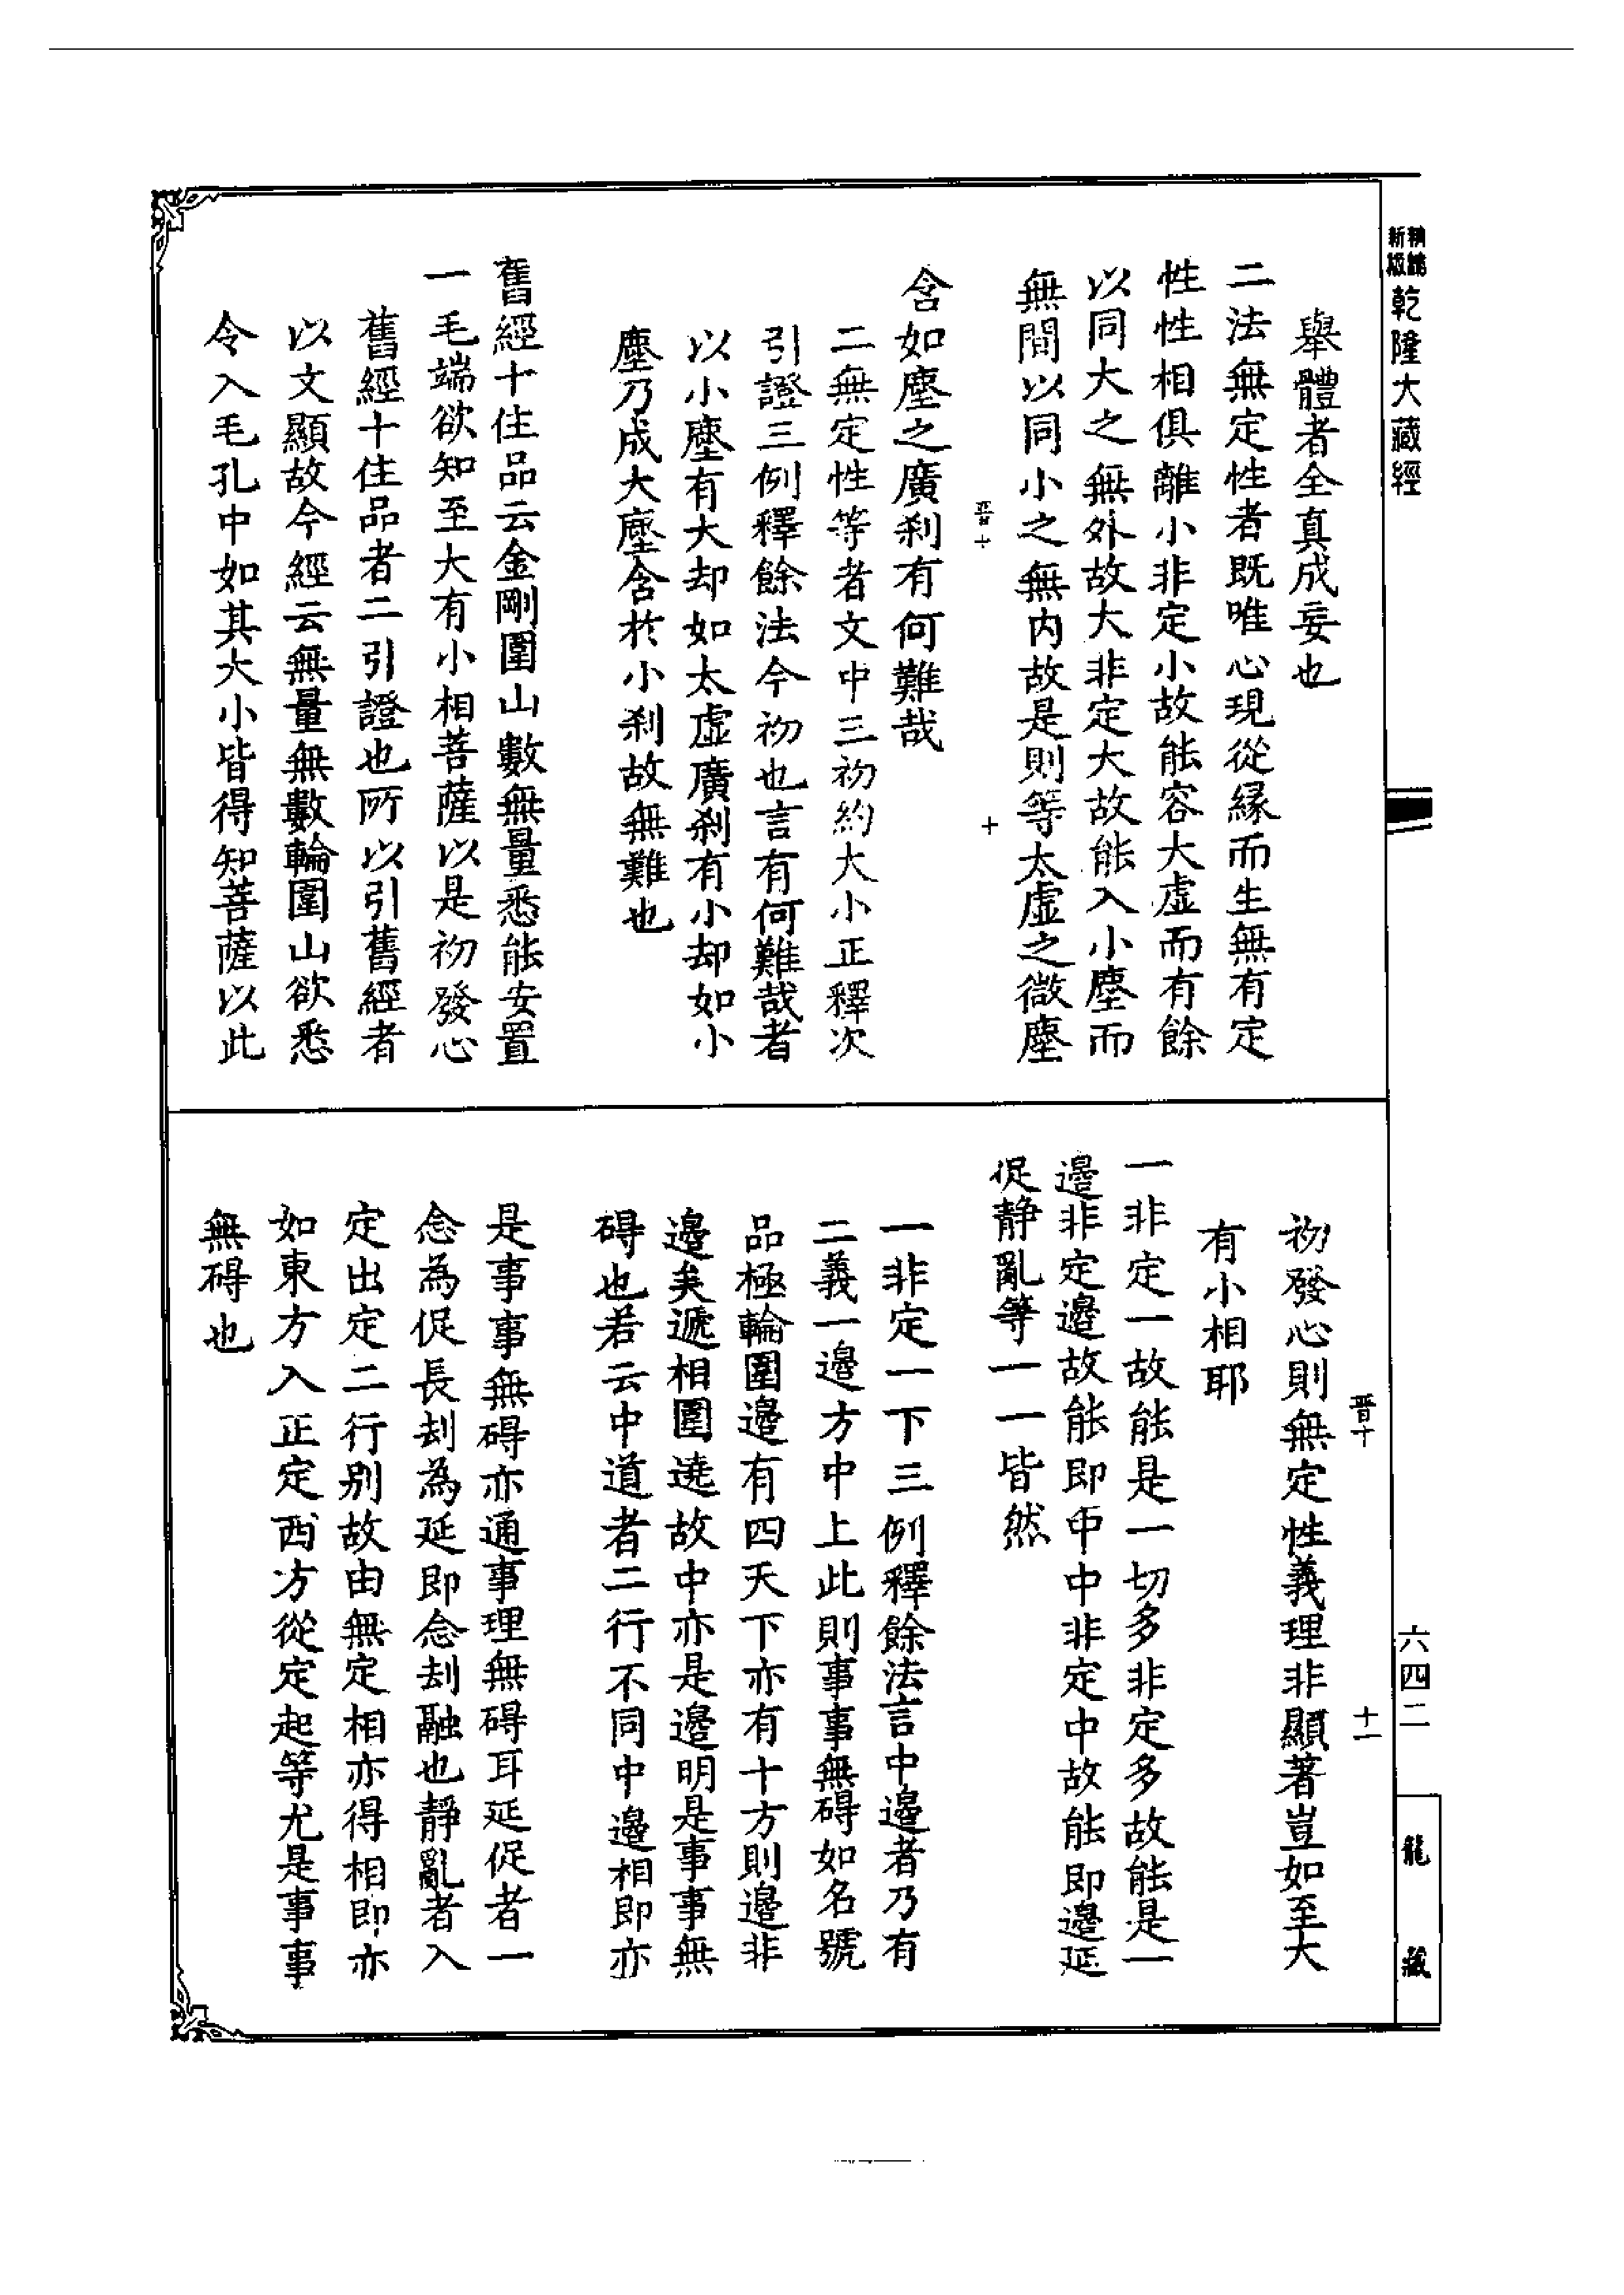 精縮
新版
乾隆大藏經
舉體者全真成妄也
二法無定性者既唯心現從緣而生無有定
性性相俱離小非定小故能容大虛而有餘
以同大之無外故大非定大故能入小塵而
無間以同小之無內故是則等太虛之微塵
晋十 十
含如塵之廣刹有何難哉
二無定性等者文中三初約大小正釋次
引證三例釋餘法今初也言有何難哉者
以小塵有大却如太虛廣刹有小却如小
塵乃成大塵含於小刹故無難也
舊經十住品云金剛圍山數無量悉能安置
一毛端欲知至大有小相菩薩以是初發心
舊經十住品者二引證也所以引舊經者
以文顯故今經云無量無數輪圍山欲悉
令入毛孔中如其大小皆得知菩薩以此
晋十 十一
初發心則無定性義理非顯著豈如至大
有小相耶
一非定一故能是一切多非定多故能是一
邊非定邊故能即中中非定中故能即邊延
促静亂等一一皆然
一非定一下三例釋餘法言中邊者乃有
二義一邊方中上此則事事無碍如名號
品極輪圍邊有四天下亦有十方則邊非
邊矣遞相圍遶故中亦是邊明是事事無
碍也若云中道者二行不同中邊相即亦
是事事無碍亦通事理無碍耳延促者一
念為促長刦為延即念刦融也靜亂者入
定出定二行别故由無定相亦得相即亦
如東方入正定西方從定起等尤是事事
無碍也
六四二
龍藏